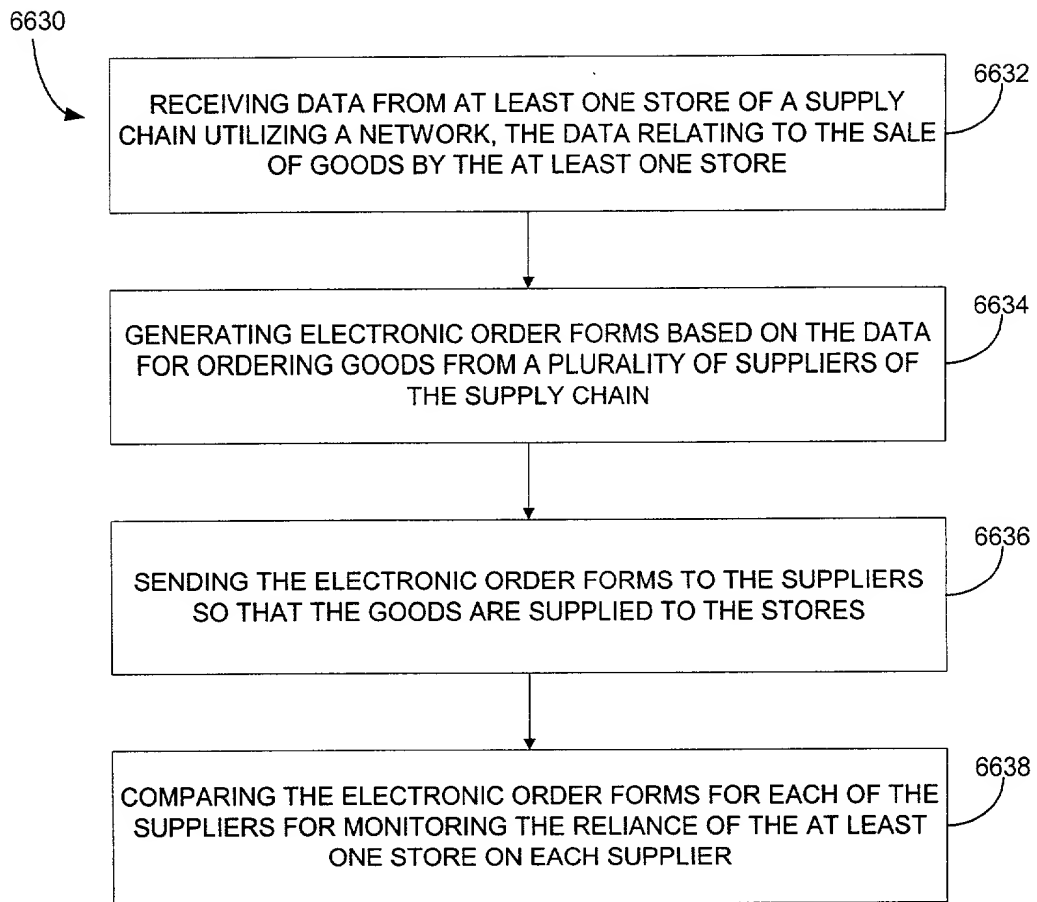 6630
RECEIVING DATA FROM AT LEAST ONE STORE OF A SUPPLY
CHAIN UTILIZING A NETWORK, THE DATA RELATING TO THE SALE
OF GOODS BY THE AT LEAST ONE STORE
6632
GENERATING ELECTRONIC ORDER FORMS BASED ON THE DATA
FOR ORDERING GOODS FROM A PLURALITY OF SUPPLIERS OF
THE SUPPLY CHAIN
6634
SENDING THE ELECTRONIC ORDER FORMS TO THE SUPPLIERS
SO THAT THE GOODS ARE SUPPLIED TO THE STORES
6636
COMPARING THE ELECTRONIC ORDER FORMS FOR EACH OF THE
SUPPLIERS FOR MONITORING THE RELIANCE OF THE AT LEAST
ONE STORE ON EACH SUPPLIER
6638